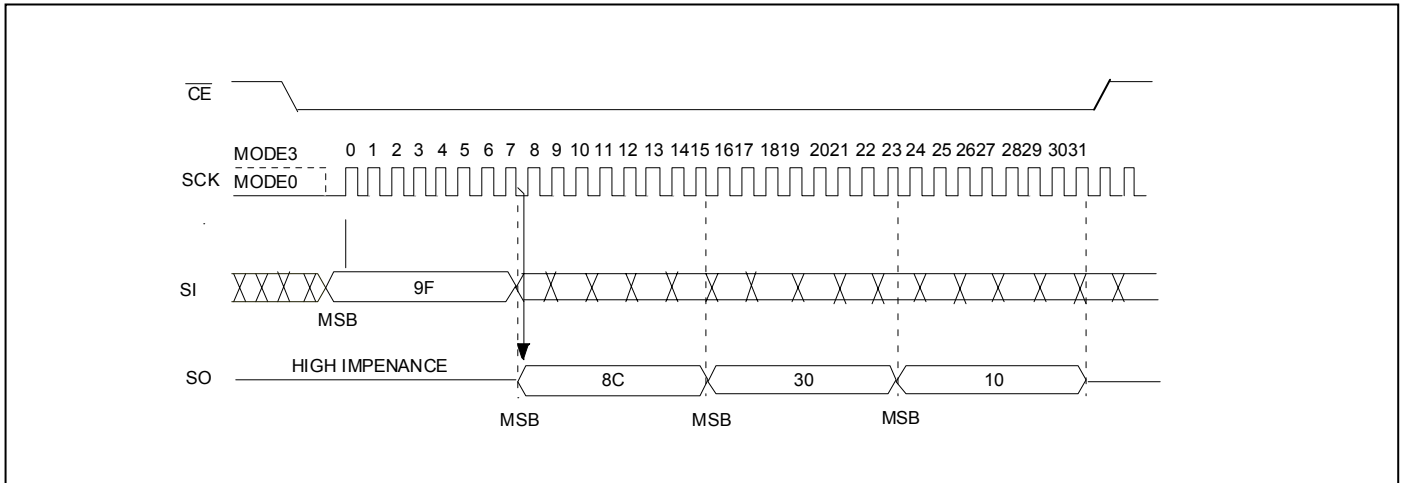 CE
MODE3 0 1 2 3 4 5 6 7 8 9 10 11 12 13 1415 1617 1819 2021 22 23 24 25 2627 2829 3031
SCK MODE0
SI 9F
MSB
SO HIGH IMPENANCE 8C 30 10
MSB MSB MSB